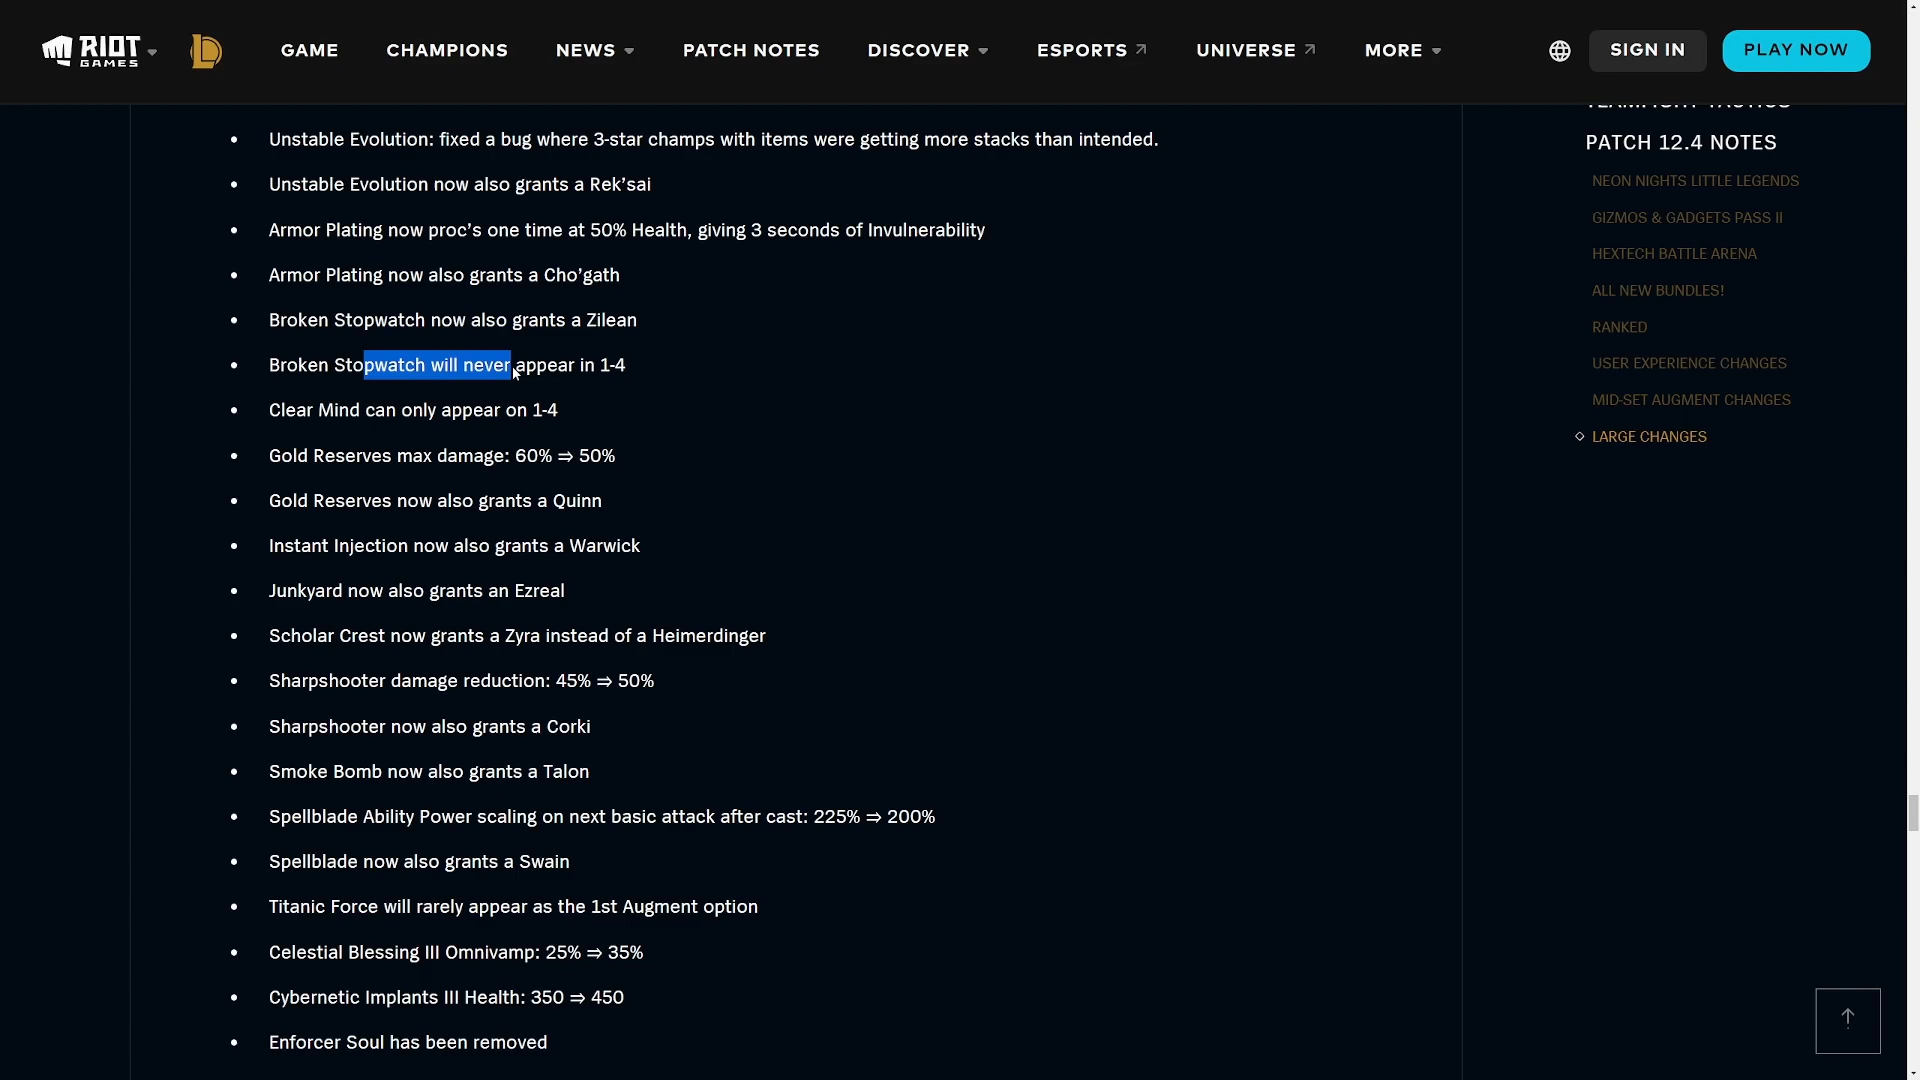 RIOT GAMES
GAME
CHAMPIONS
NEWS
PATCH NOTES
DISCOVER
ESPORTS
UNIVERSE
MORE
SIGN IN
PLAY NOW
Unstable Evolution: fixed a bug where 3-star champs with items were getting more stacks than intended.
Unstable Evolution now also grants a Rek’sai
Armor Plating now proc’s one time at 50% Health, giving 3 seconds of Invulnerability
Armor Plating now also grants a Cho’gath
Broken Stopwatch now also grants a Zilean
Broken Stopwatch will never appear in 1-4
Clear Mind can only appear on 1-4
Gold Reserves max damage: 60% ⇒ 50%
Gold Reserves now also grants a Quinn
Instant Injection now also grants a Warwick
Junkyard now also grants an Ezreal
Scholar Crest now grants a Zyra instead of a Heimerdinger
Sharpshooter damage reduction: 45% ⇒ 50%
Sharpshooter now also grants a Corki
Smoke Bomb now also grants a Talon
Spellblade Ability Power scaling on next basic attack after cast: 225% ⇒ 200%
Spellblade now also grants a Swain
Titanic Force will rarely appear as the 1st Augment option
Celestial Blessing III Omnivamp: 25% ⇒ 35%
Cybernetic Implants III Health: 350 ⇒ 450
Enforcer Soul has been removed
TEAMFIGHT TACTICS
PATCH 12.4 NOTES
NEON NIGHTS LITTLE LEGENDS
GIZMOS & GADGETS PASS II
HEXTECH BATTLE ARENA
ALL NEW BUNDLES!
RANKED
USER EXPERIENCE CHANGES
MID-SET AUGMENT CHANGES
LARGE CHANGES